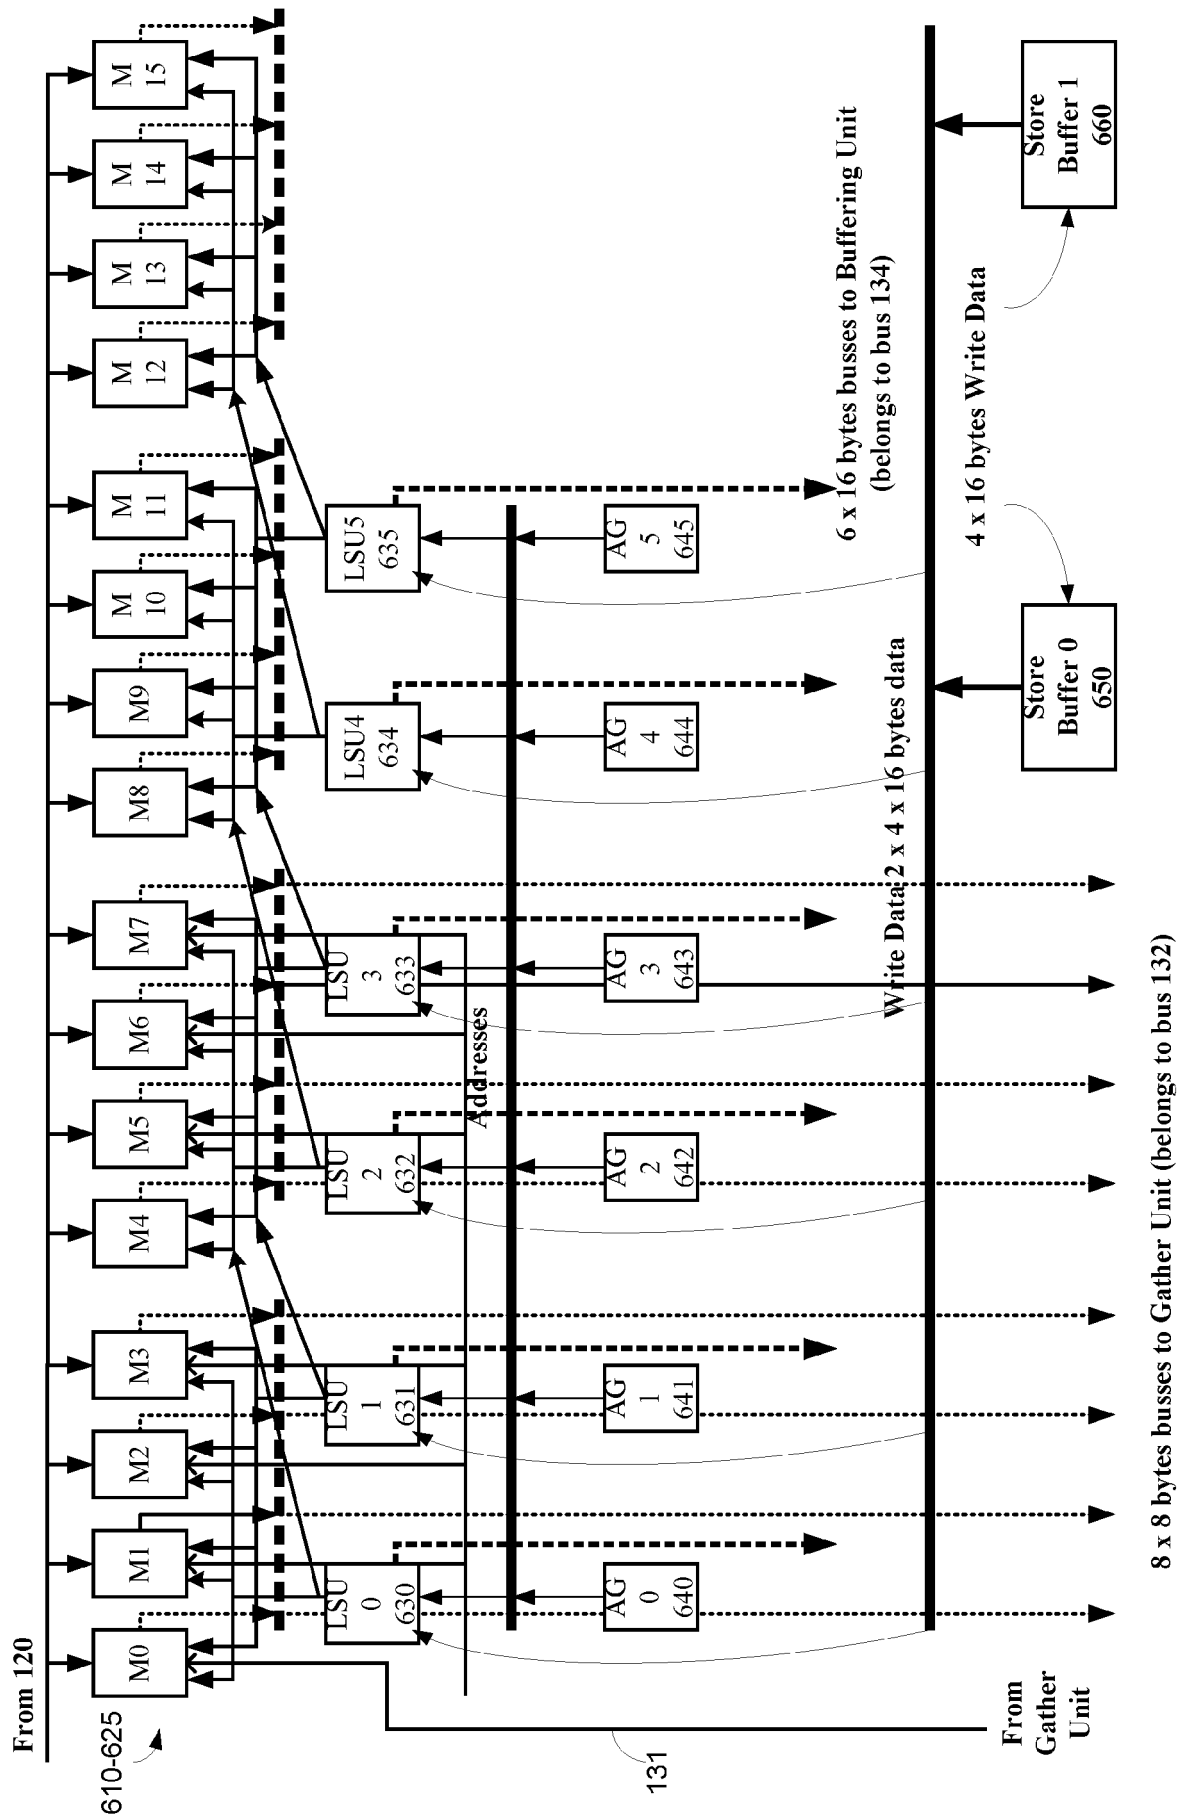 From 120
610-625
M0
M1
M2
M3
M4
M5
M6
M7
M8
M9
M
10
M
11
M
12
M
13
M
14
M
15
LSU
0
630
LSU
1
631
LSU
2
632
LSU
3
633
LSU4
634
LSU5
635
Addresses
AG
0
640
AG
1
641
AG
2
642
AG
3
643
AG
4
644
AG
5
645
6 x 16 bytes busses to Buffering Unit
(belongs to bus 134)
Write Data 2 x 4 x 16 bytes data
4 x 16 bytes Write Data
131
From
Gather
Unit
Store
Buffer 0
650
Store
Buffer 1
660
8 x 8 bytes busses to Gather Unit (belongs to bus 132)